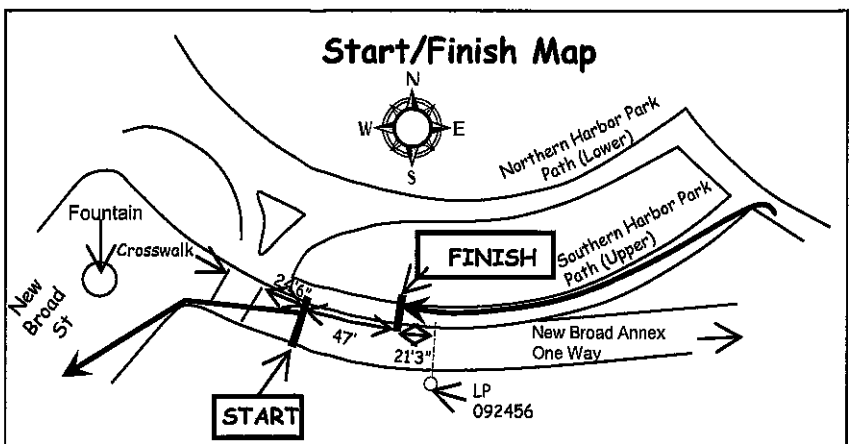 Start/Finish Map
N
W
E
S
Northern Harbor Park
Path (Lower)
Fountain
Crosswalk
Southern Harbor Park
Path (Upper)
FINISH
New
Broad
St
24'6"
47'
21'3"
New Broad Annex
One Way
LP
092456
START